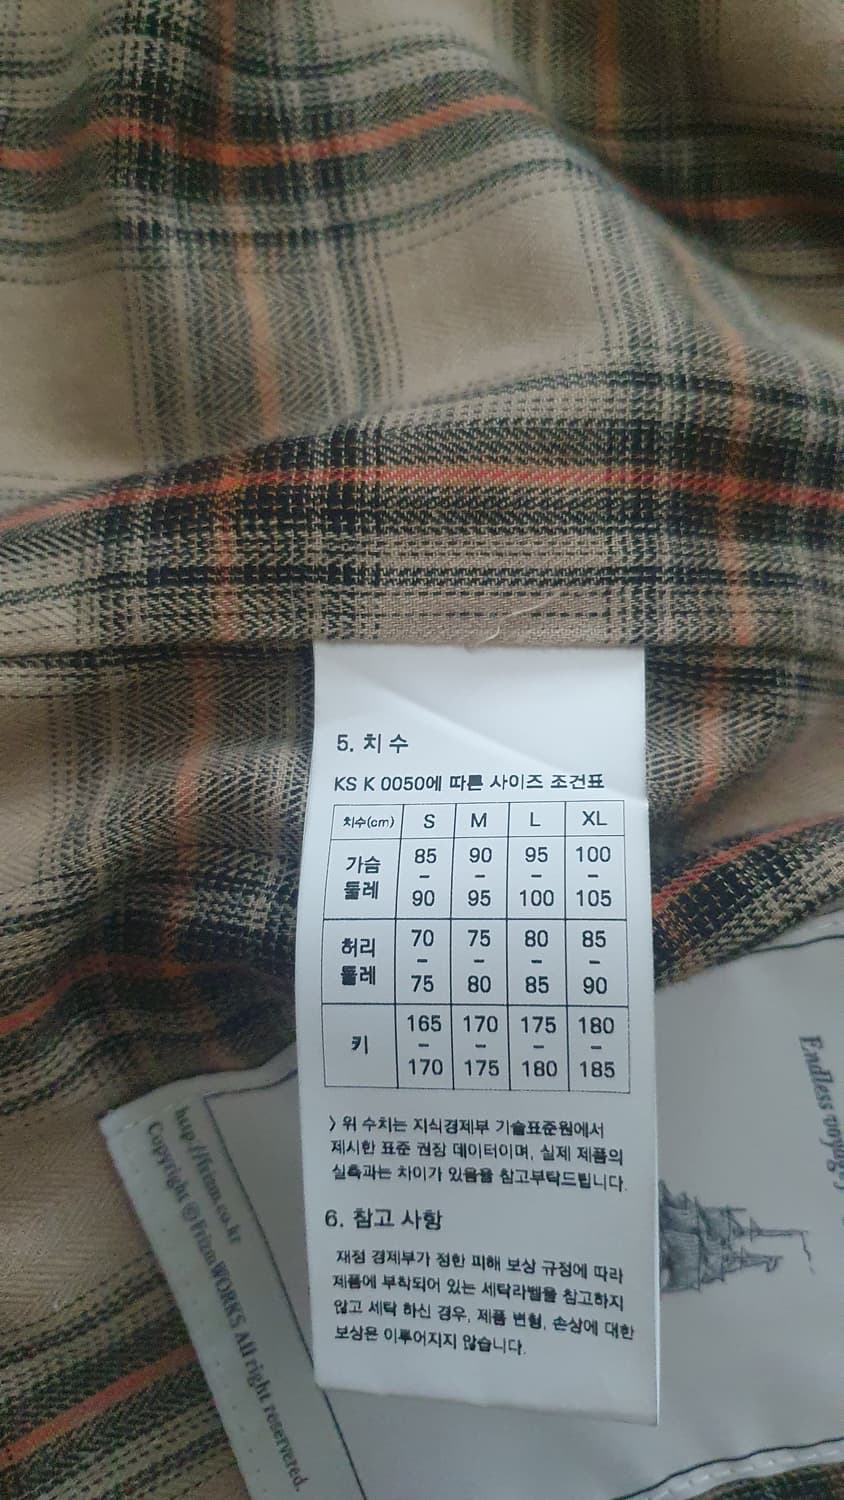 5. 치 수
KS K 0050에 따른 사이즈 조건표
치수(cm) S M L XL
가슴 둘레 85 - 90 90 - 95 95 - 100 100 - 105
허리 둘레 70 - 75 75 - 80 80 - 85 85 - 90
키 165 - 170 170 - 175 175 - 180 180 - 185
〉위 수치는 지식경제부 기술표준원에서
제시한 표준 권장 데이터이며, 실제 제품의
실측과는 차이가 있음을 참고부탁드립니다.
6. 참고 사항
재정 경제부가 정한 피해 보상 규정에 따라
제품에 부착되어 있는 세탁라벨을 참고하지
않고 세탁 하신 경우, 제품 변형, 손상에 대한
보상은 이루어지지 않습니다.
http://frizm.co.kr
Copyright @frizmWORKS All right reserverd.
Endless